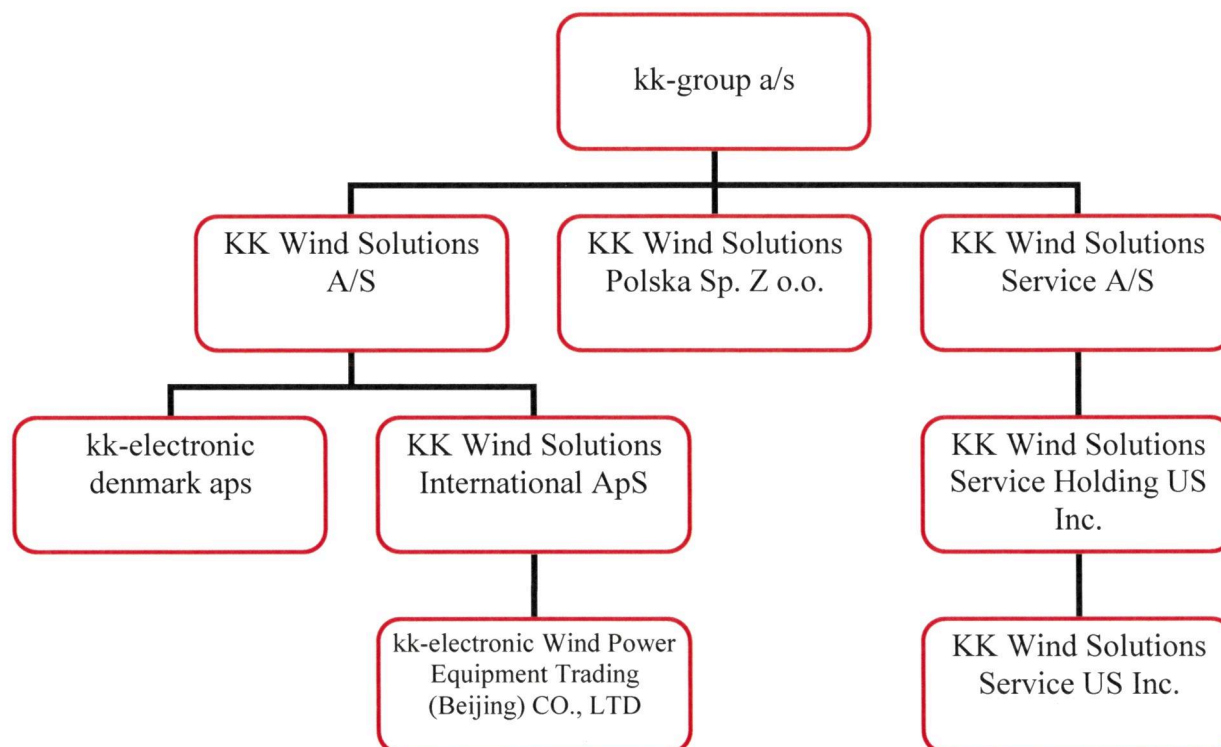 kk-group a/s
KK Wind Solutions
A/S
KK Wind Solutions
Polska Sp. Z o.o.
KK Wind Solutions
Service A/S
kk-electronic
denmark aps
KK Wind Solutions
International ApS
KK Wind Solutions
Service Holding US
Inc.
kk-electronic Wind Power
Equipment Trading
(Beijing) CO., LTD
KK Wind Solutions
Service US Inc.